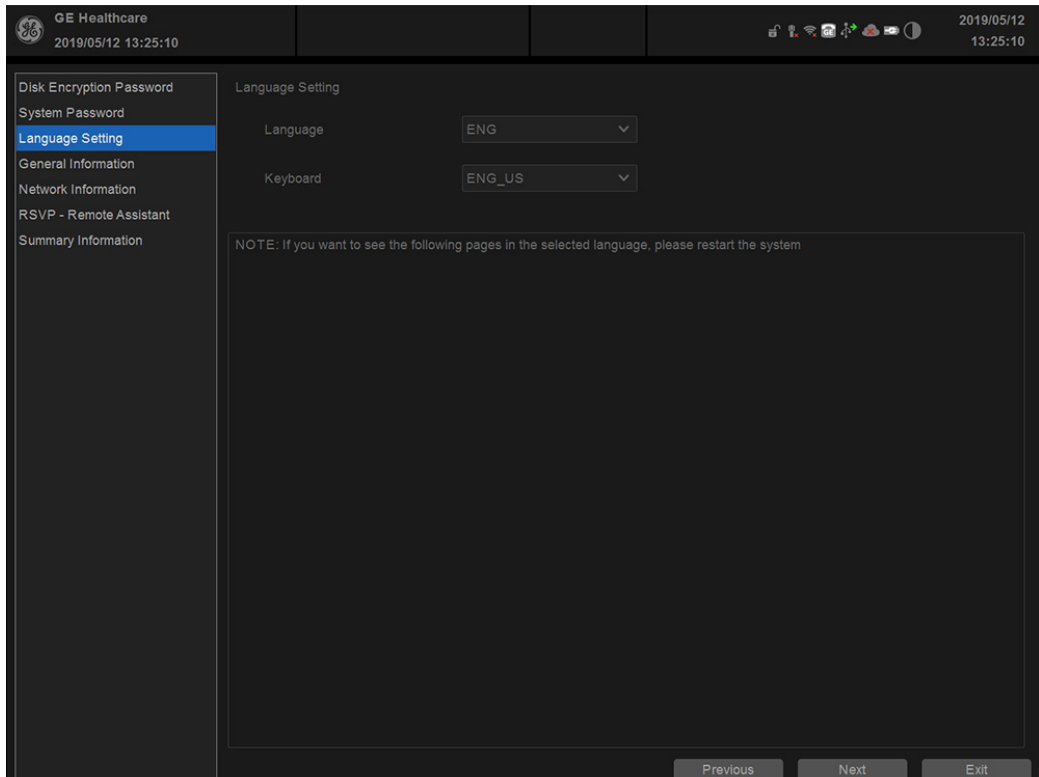 GE Healthcare
2019/05/12 13:25:10
GE
2019/05/12
13:25:10
Disk Encryption Password
System Password
Language Setting
General Information
Network Information
RSVP - Remote Assistant
Summary Information
Language Setting
Language ENG
Keyboard ENG_US
NOTE: If you want to see the following pages in the selected language, please restart the system
Previous Next Exit